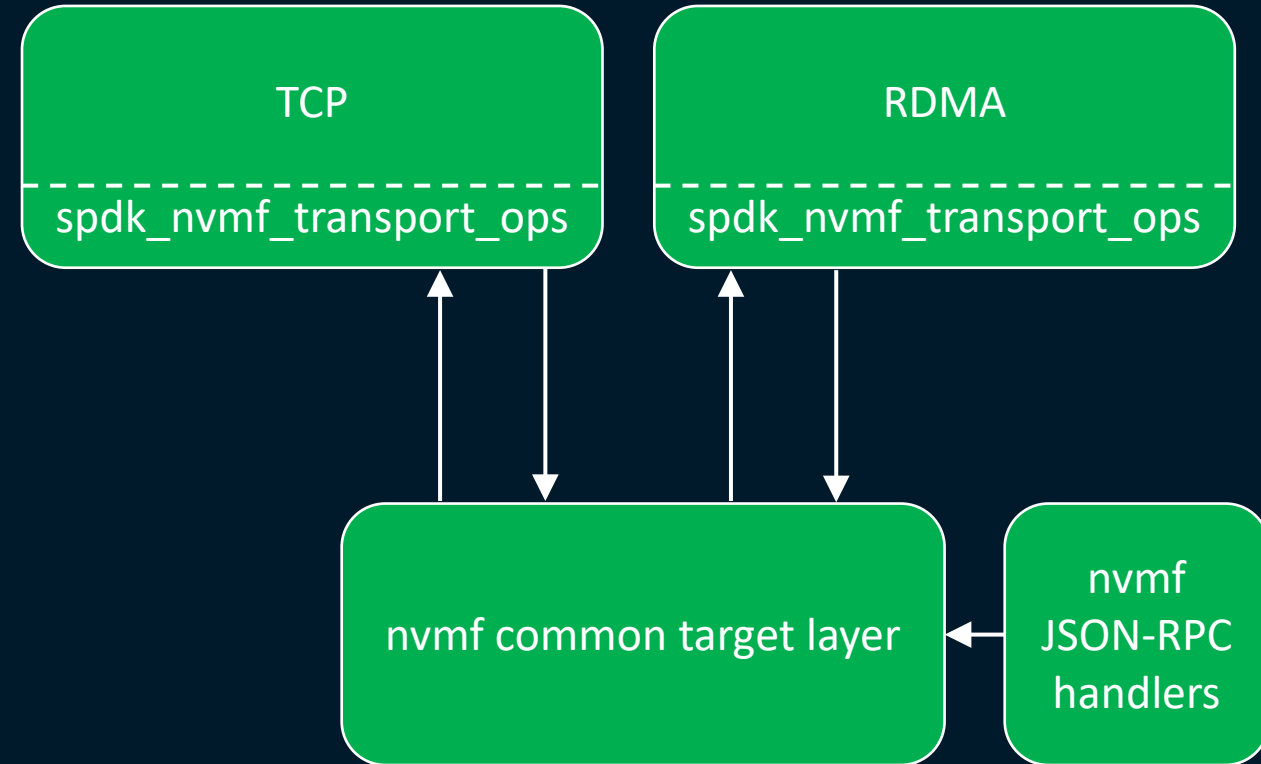 TCP
spdk_nvmf_transport_ops
RDMA
spdk_nvmf_transport_ops
nvmf common target layer
nvmf
JSON-RPC
handlers